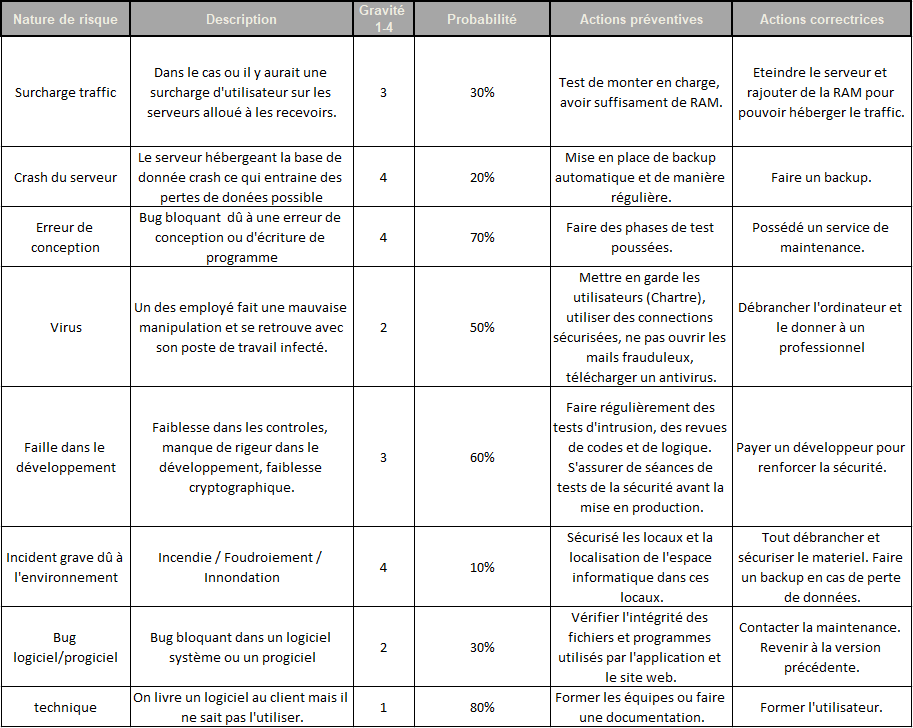 Nature de risque
Description
Gravité
1-4
Probabilité
Actions préventives
Actions correctrices
Surcharge traffic
Dans le cas ou il y aurait une
surcharge d'utilisateur sur les
serveurs alloué à les recevoirs.
3
30%
Test de monter en charge,
avoir suffisament de RAM.
Eteindre le serveur et
rajouter de la RAM pour
pouvoir héberger le traffic.
Crash du serveur
Le serveur hébergeant la base de
donnée crash ce qui entraine des
pertes de donées possible
4
20%
Mise en place de backup
automatique et de manière
régulière.
Faire un backup.
Erreur de
conception
Bug bloquant dû à une erreur de
conception ou d'écriture de
programme
4
70%
Faire des phases de test
poussées.
Possédé un service de
maintenance.
Virus
Un des employé fait une mauvaise
manipulation et se retrouve avec
son poste de travail infecté.
2
50%
Mettre en garde les
utilisateurs (Chartre),
utiliser des connections
sécurisées, ne pas ouvrir les
mails frauduleux,
télécharger un antivirus.
Débrancher l'ordinateur et
le donner à un
professionnel
Faille dans le
développement
Faiblesse dans les controles,
manque de rigeur dans le
développement, faiblesse
cryptographique.
3
60%
Faire régulièrement des
tests d'intrusion, des revues
de codes et de logique.
S'assurer de séances de
tests de la sécurité avant la
mise en production.
Payer un développeur pour
renforcer la sécurité.
Incident grave dû à
l'environnement
Incendie / Foudroiement /
Innondation
4
10%
Sécurisé les locaux et la
localisation de l'espace
informatique dans ces
locaux.
Tout débrancher et
sécuriser le materiel. Faire
un backup en cas de perte
de données.
Bug
logiciel/progiciel
Bug bloquant dans un logiciel
système ou un progiciel
2
30%
Vérifier l'intégrité des
fichiers et programmes
utilisés par l'application et
le site web.
Contacter la maintenance.
Revenir à la version
précédente.
technique
On livre un logiciel au client mais il
ne sait pas l'utiliser.
1
80%
Former les équipes ou faire
une documentation.
Former l'utilisateur.